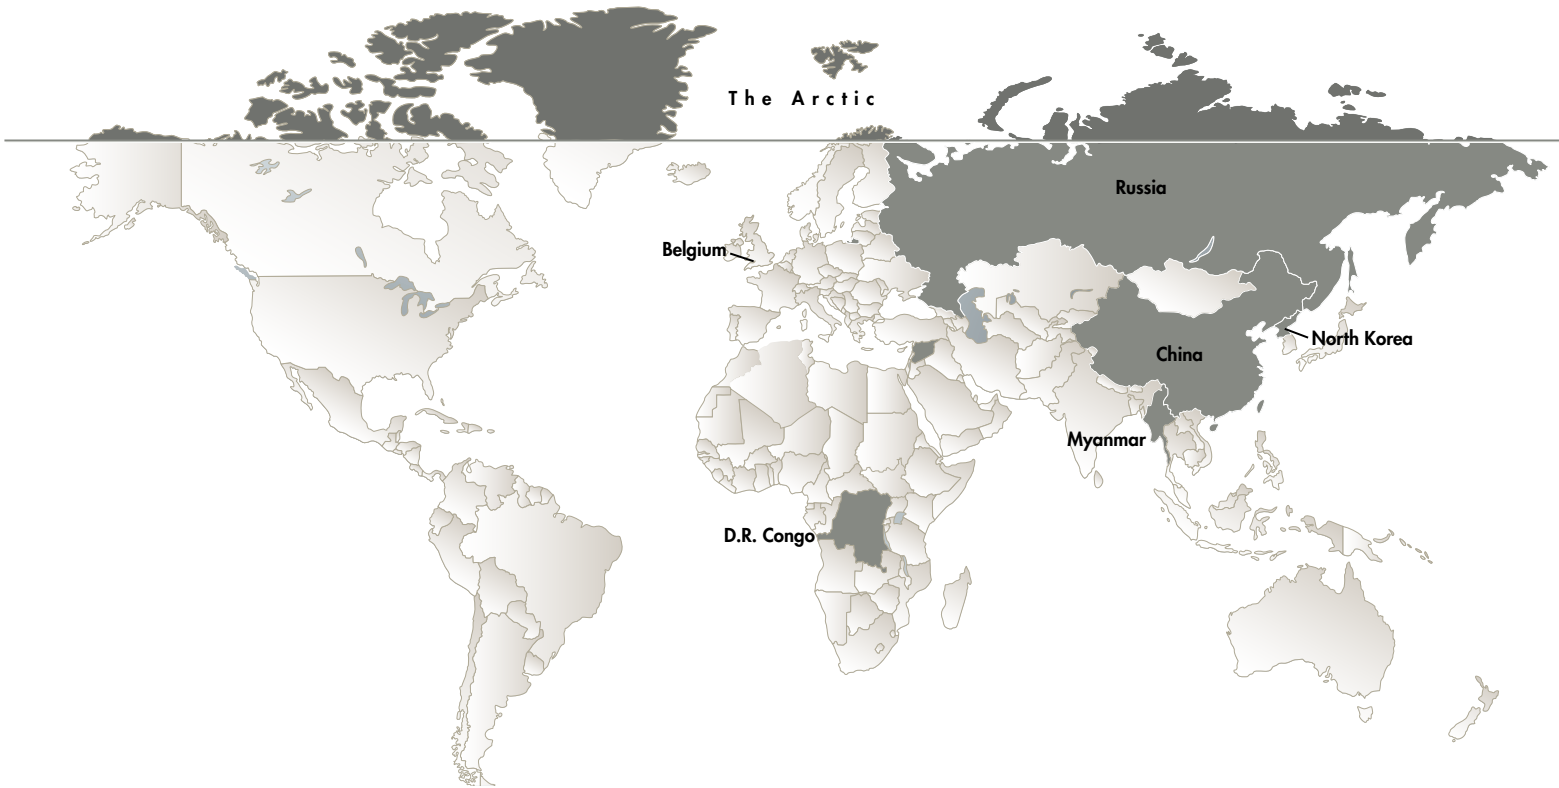 The Arctic
Russia
Belgium
North Korea
China
Myanmar
D.R. Congo